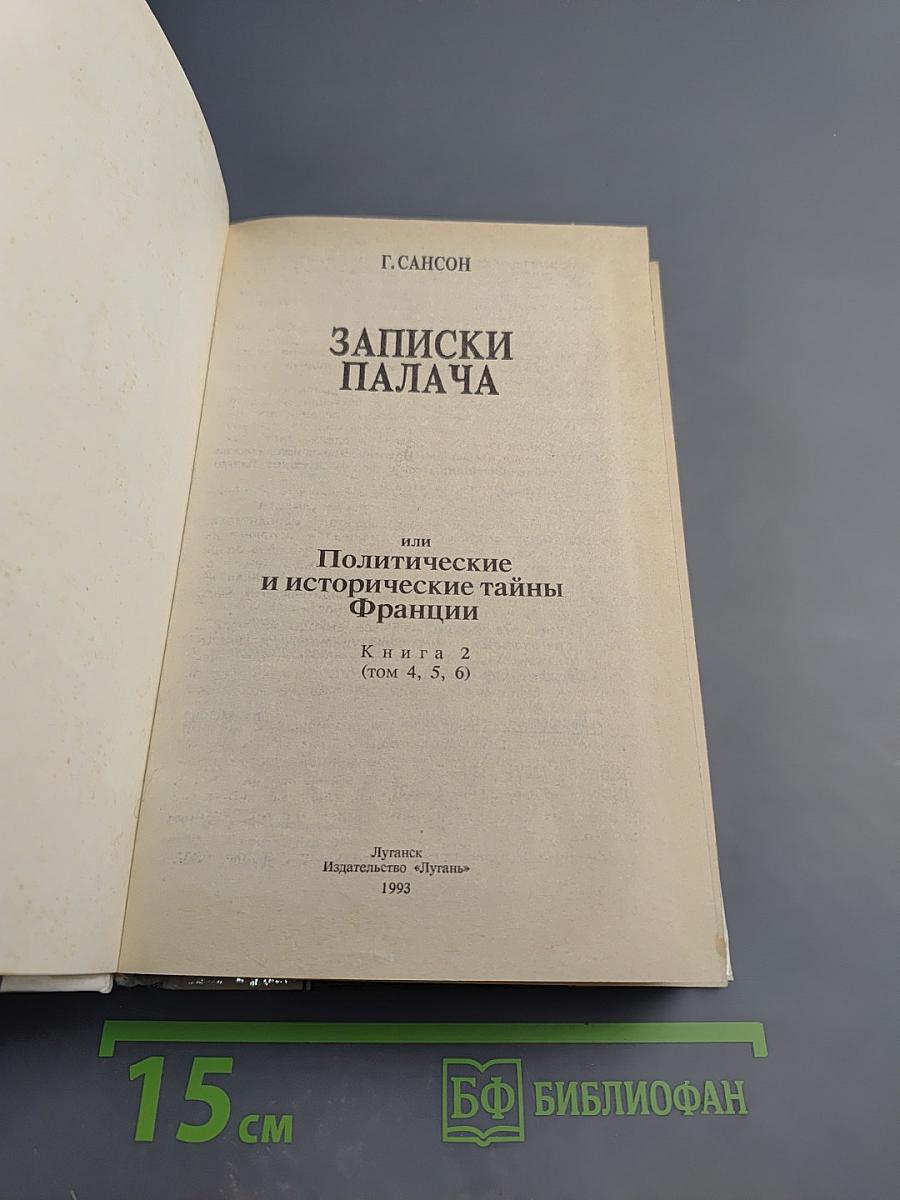 Г. САНСОН
ЗАПИСКИ
ПАЛАЧА
или
Политические
и исторические тайны
Франции
Книга 2
(том 4, 5, 6)
Луганск
Издательство «Лугань»
1993
15 см
БФ БИБЛИОФАН